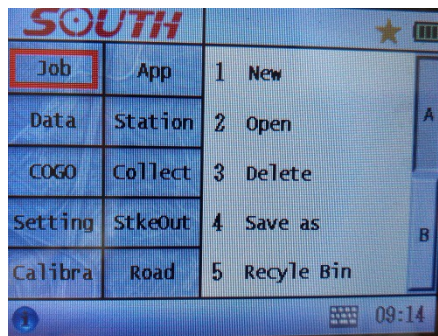 SOUTH
Job App 1 New
Data Station 2 Open A
COGO Collect 3 Delete
Setting StkeOut 4 Save as B
Calibra Road 5 Recyle Bin
09:14